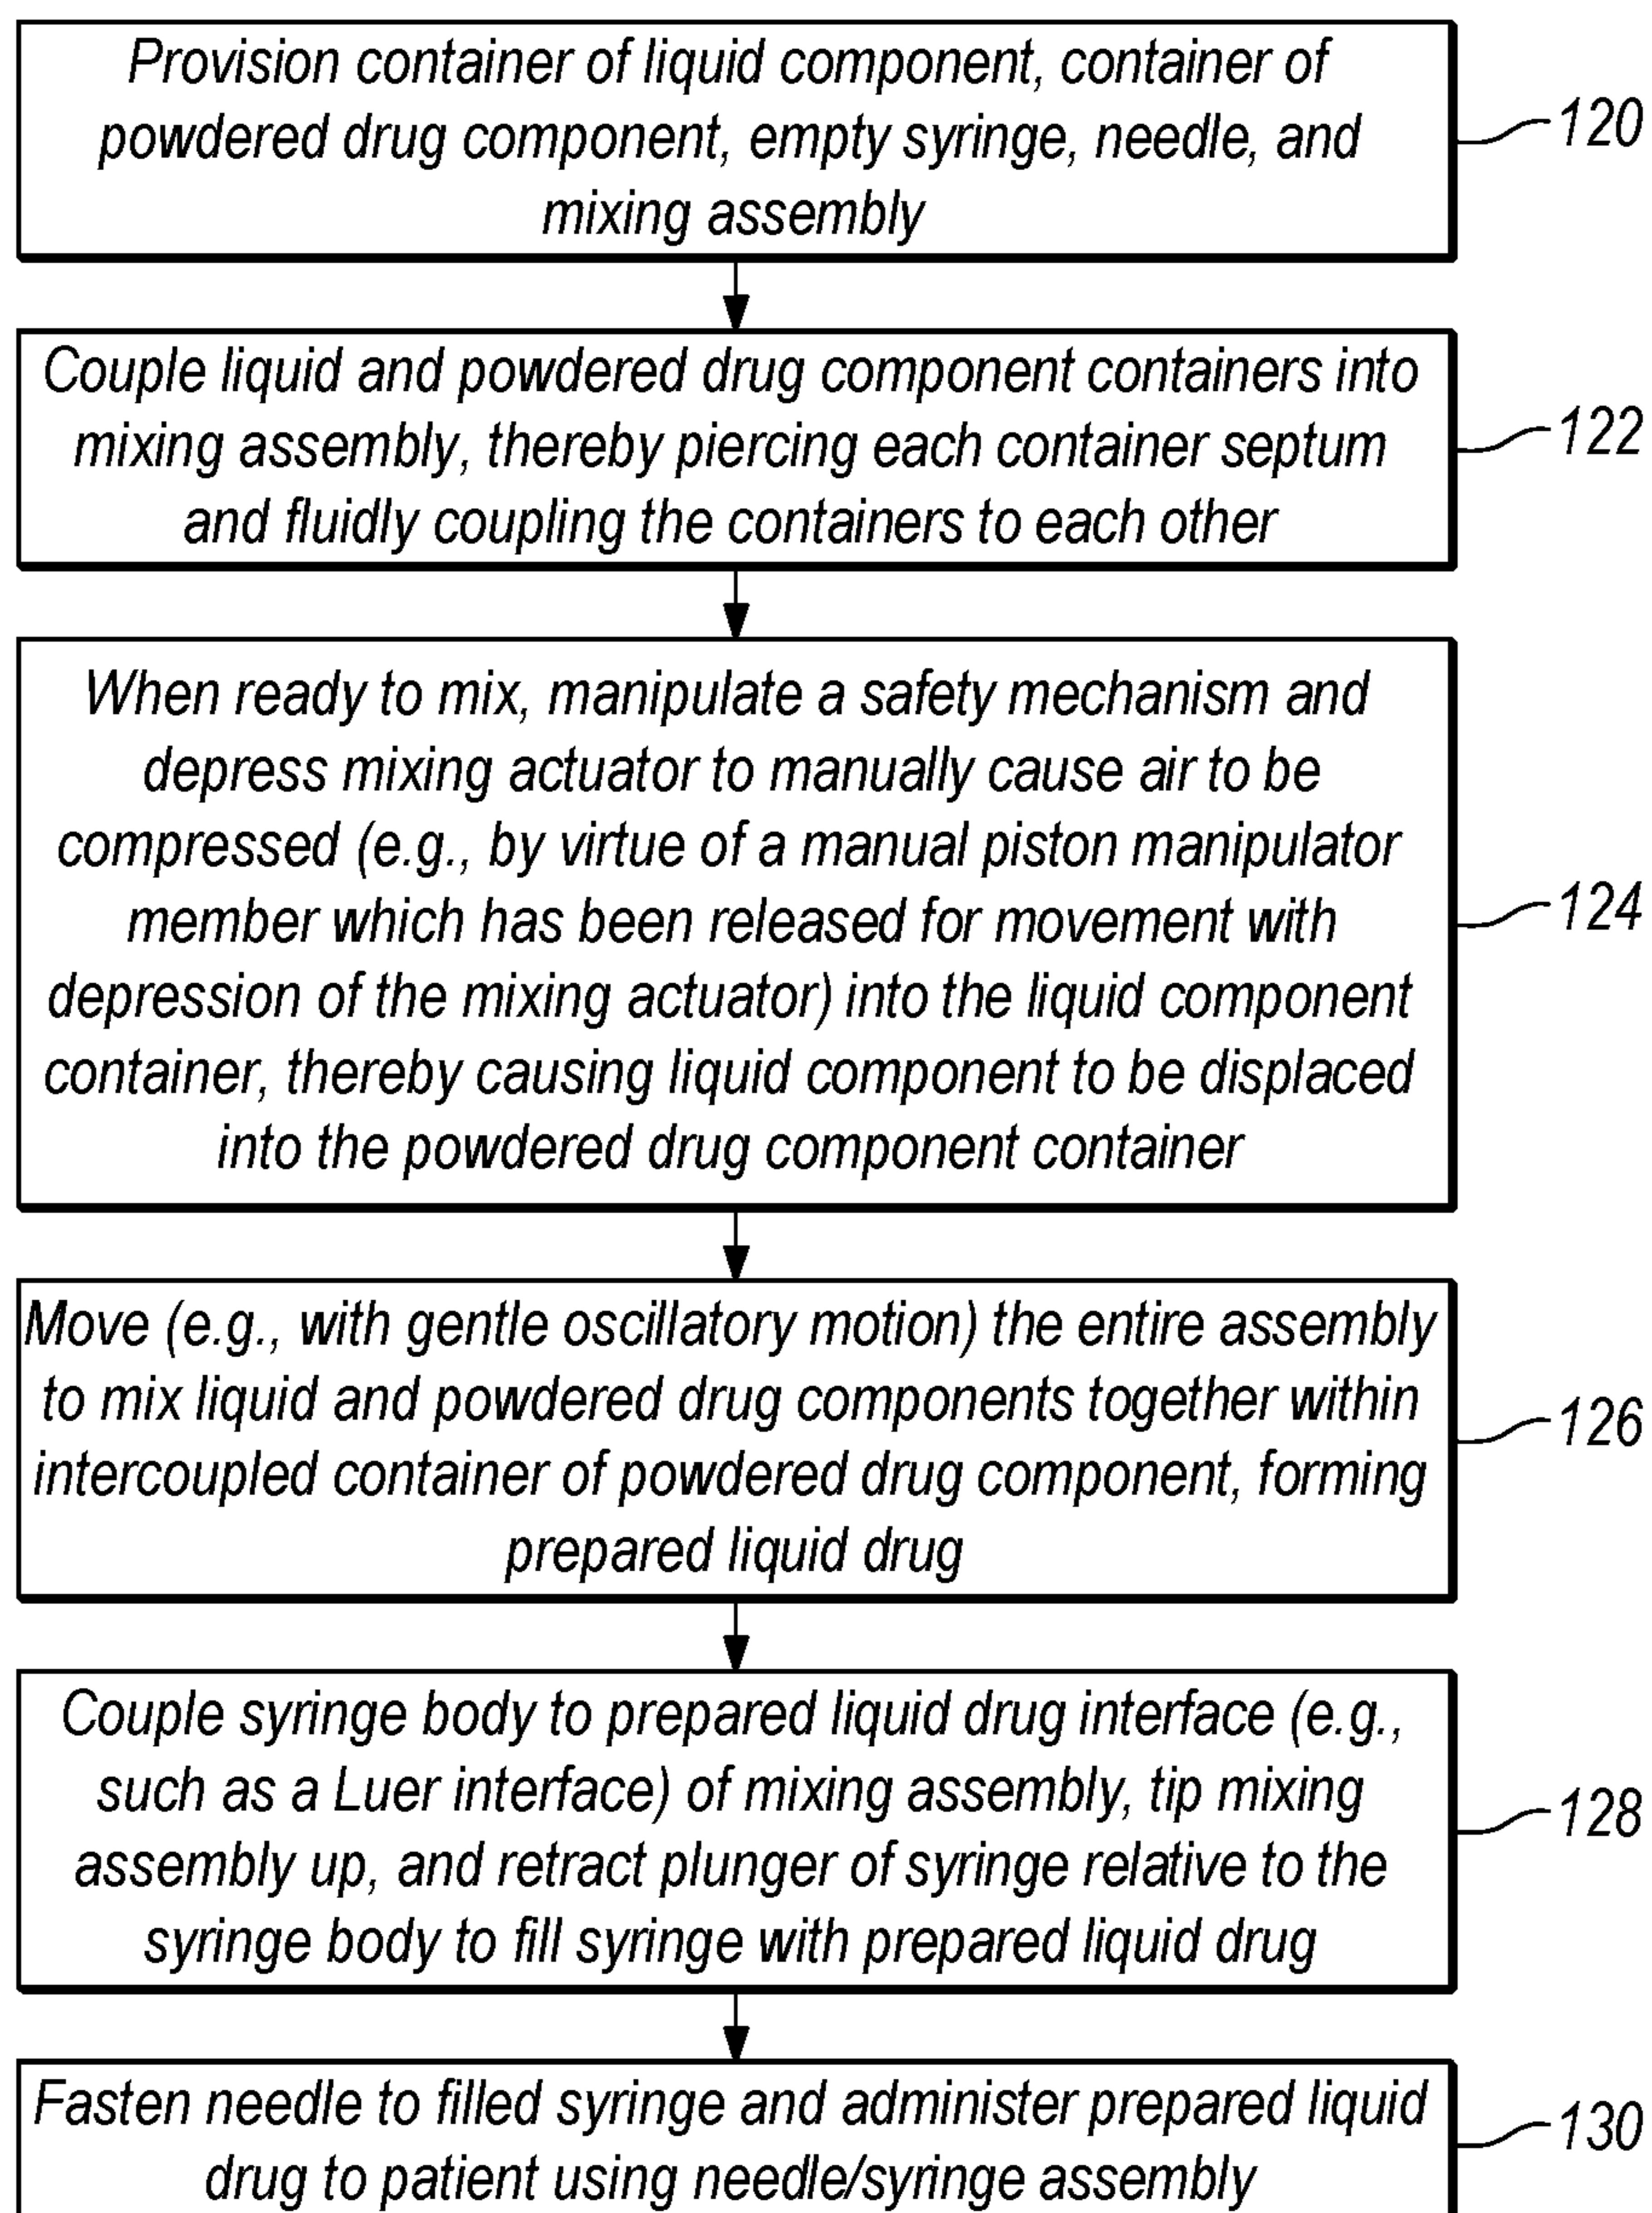 Provision container of liquid component, container of
powdered drug component, empty syringe, needle, and
mixing assembly
120
Couple liquid and powdered drug component containers into
mixing assembly, thereby piercing each container septum
and fluidly coupling the containers to each other
122
When ready to mix, manipulate a safety mechanism and
depress mixing actuator to manually cause air to be
compressed (e.g., by virtue of a manual piston manipulator
member which has been released for movement with
depression of the mixing actuator) into the liquid component
container, thereby causing liquid component to be displaced
into the powdered drug component container
124
Move (e.g., with gentle oscillatory motion) the entire assembly
to mix liquid and powdered drug components together within
intercoupled container of powdered drug component, forming
prepared liquid drug
126
Couple syringe body to prepared liquid drug interface (e.g.,
such as a Luer interface) of mixing assembly, tip mixing
assembly up, and retract plunger of syringe relative to the
syringe body to fill syringe with prepared liquid drug
128
Fasten needle to filled syringe and administer prepared liquid
drug to patient using needle/syringe assembly
130